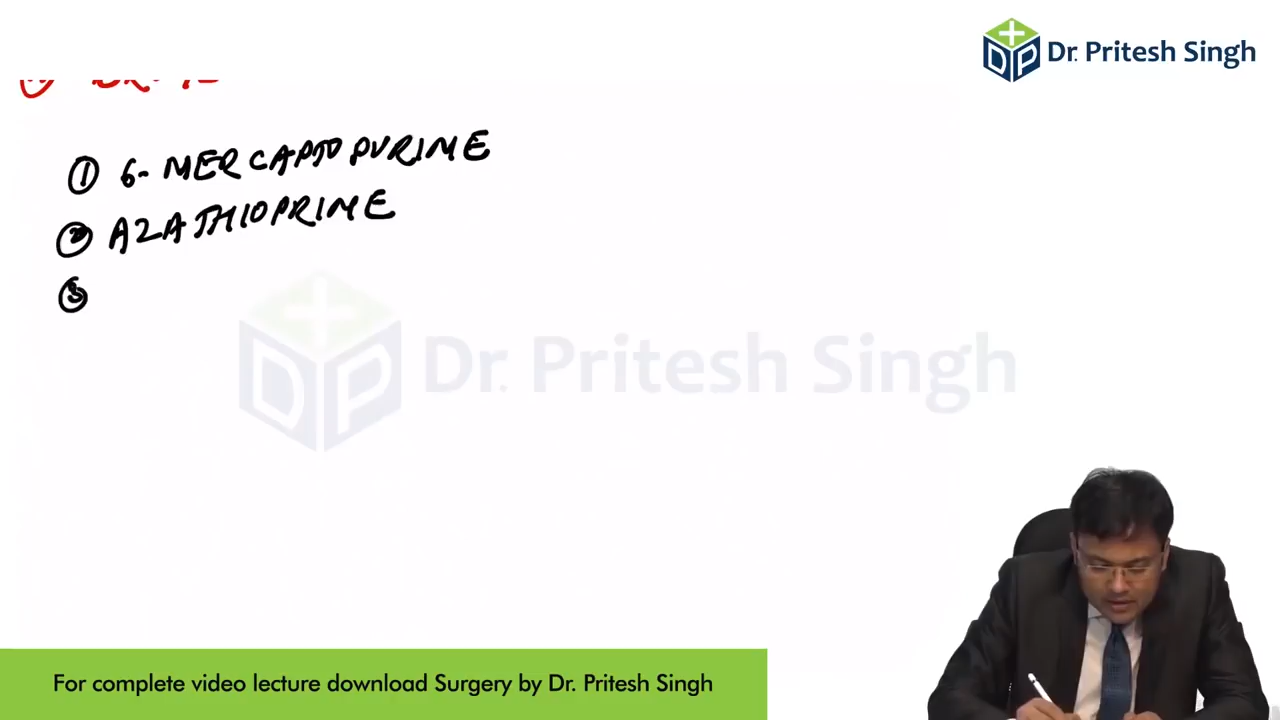 Dr. Pritesh Singh
① 6-MERCAPTOPURINE
② AZATHIOPRINE
③
Dr. Pritesh Singh
For complete video lecture download Surgery by Dr. Pritesh Singh